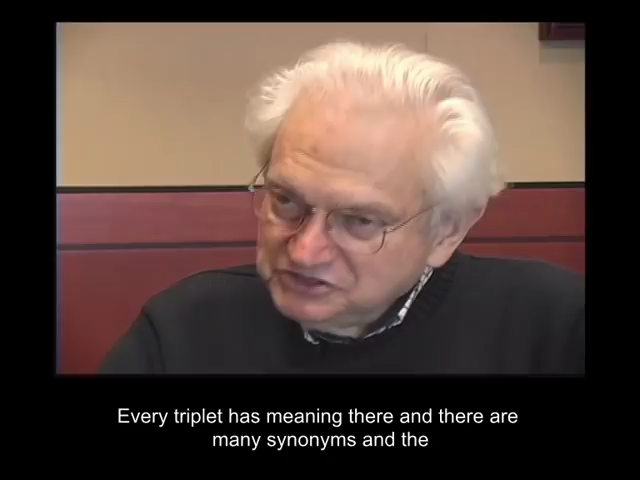 Every triplet has meaning there and there are
many synonyms and the